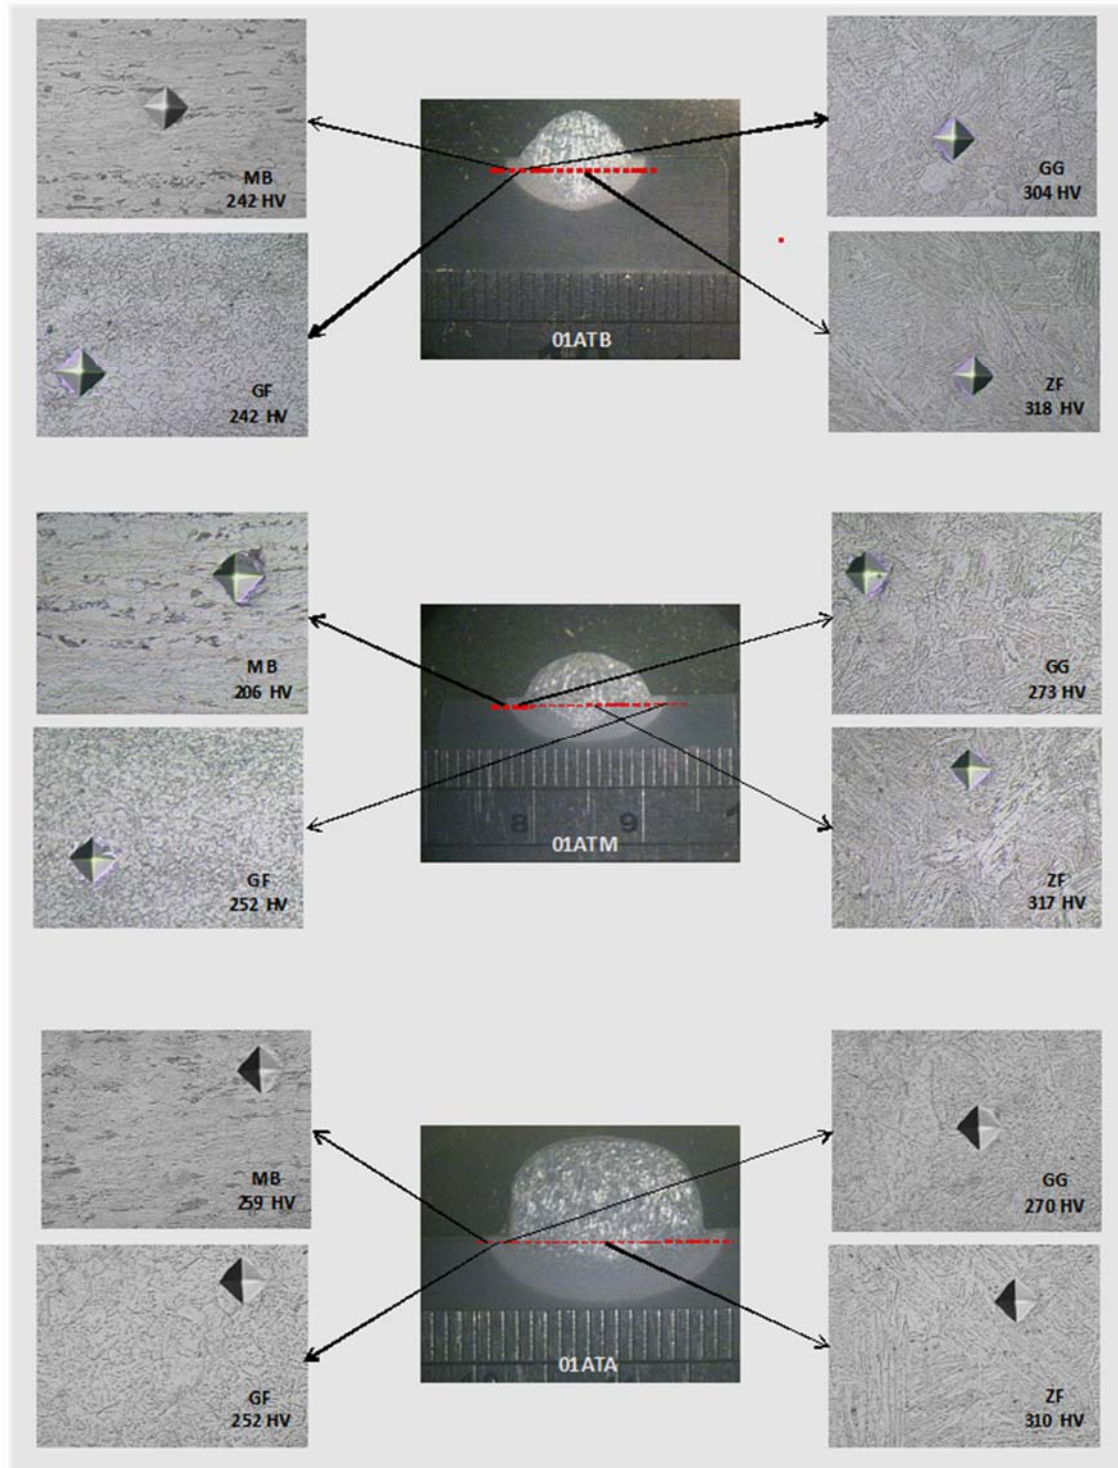 MB
242 HV
GG
304 HV
01ATB
GF
242 HV
ZF
318 HV
MB
206 HV
GG
273 HV
8 9
01ATM
GF
252 HV
ZF
317 HV
MB
259 HV
GG
270 HV
01ATA
GF
252 HV
ZF
310 HV